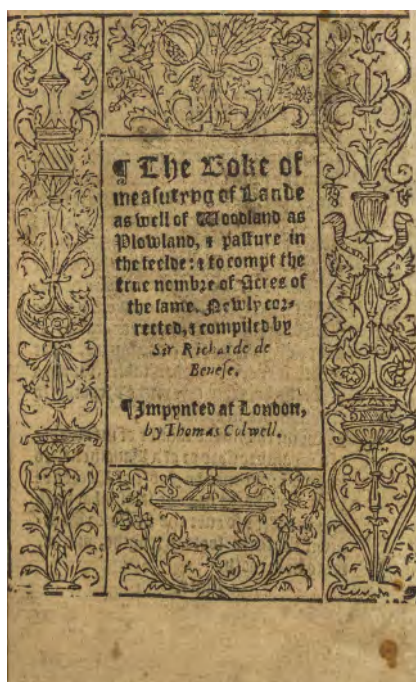 ¶ The Boke of
measuryng of Lande
as well of Woodland as
Plowland, & pasture in
the feelde: & to compt the
true nombre of Acres of
the same. Newly cor-
rected, & compiled by
Sir Richarde de
Benese.
¶ Impynted at London,
by Thomas Colwell.